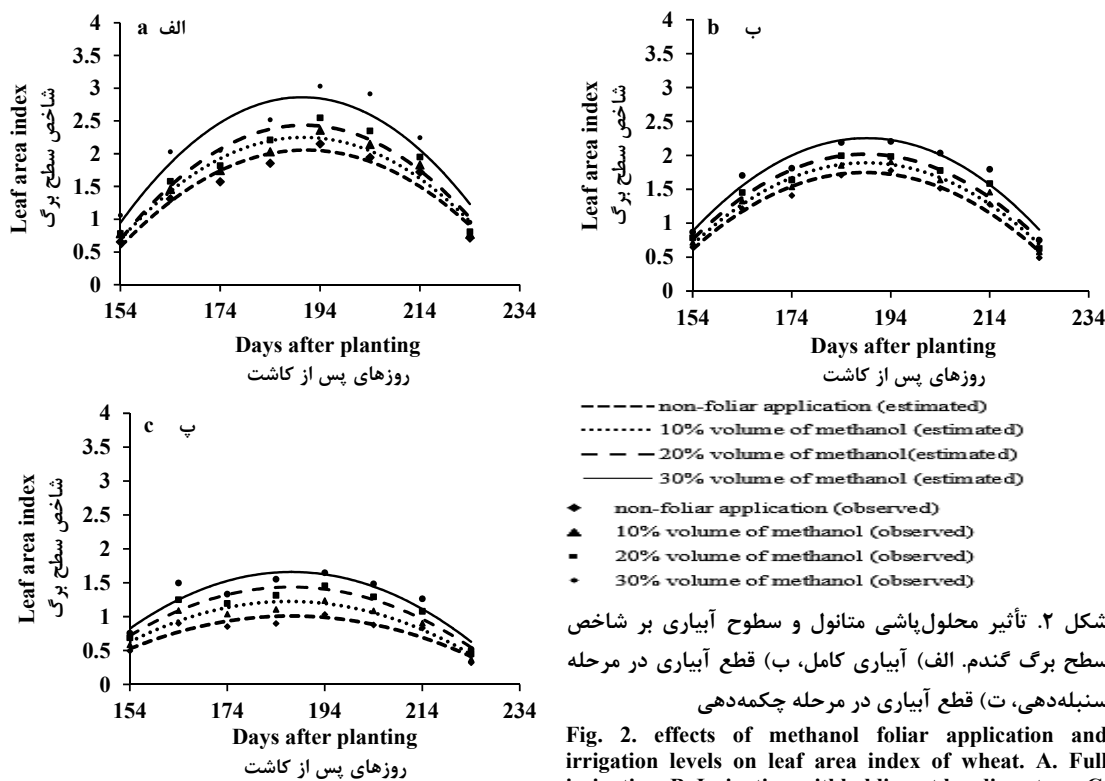 a الف
4
3.5
3
2.5
2
1.5
1
0.5
0
Leaf area index
شاخص سطح برگ
154 174 194 214 234
Days after planting
روزهای پس از کاشت
b ب
4
3.5
3
2.5
2
1.5
1
0.5
0
Leaf area index
شاخص سطح برگ
154 174 194 214 234
Days after planting
روزهای پس از کاشت
c پ
4
3.5
3
2.5
2
1.5
1
0.5
0
Leaf area index
شاخص سطح برگ
154 174 194 214 234
Days after planting
روزهای پس از کاشت
non-foliar application (estimated)
10% volume of methanol (estimated)
20% volume of methanol(estimated)
30% volume of methanol (estimated)
non-foliar application (observed)
10% volume of methanol (observed)
20% volume of methanol (observed)
30% volume of methanol (observed)
شکل ۲. تأثیر محلول‌پاشی متانول و سطوح آبیاری بر شاخص
سطح برگ گندم. الف) آبیاری کامل، ب) قطع آبیاری در مرحله
سنبله‌دهی، ت) قطع آبیاری در مرحله چکمه‌دهی
Fig. 2. effects of methanol foliar application and
irrigation levels on leaf area index of wheat. A. Full